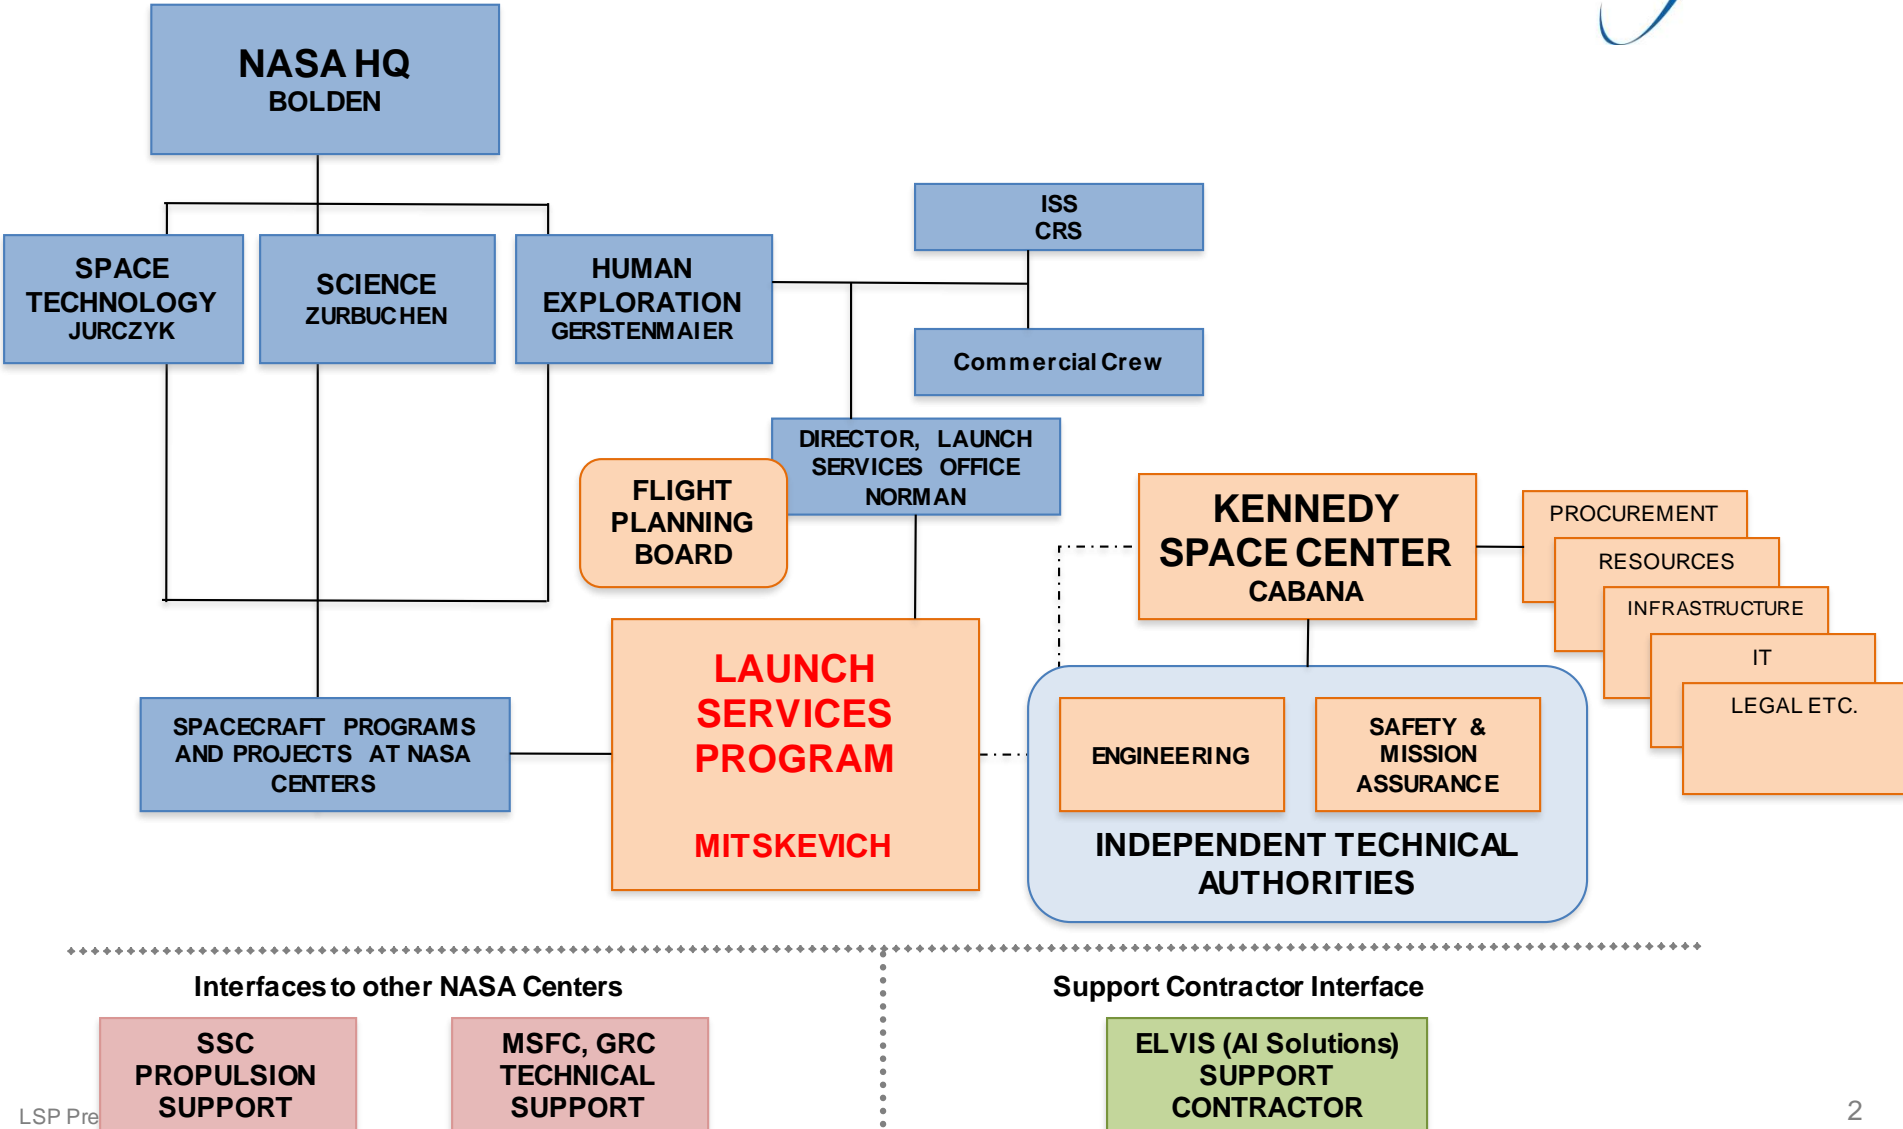 NASA HQ
BOLDEN
ISS
CRS
SPACE
TECHNOLOGY
JURCZYK
SCIENCE
ZURBUCHEN
HUMAN
EXPLORATION
GERSTENMAIER
Commercial Crew
DIRECTOR, LAUNCH
SERVICES OFFICE
NORMAN
FLIGHT
PLANNING
BOARD
KENNEDY
SPACE CENTER
CABANA
PROCUREMENT
RESOURCES
INFRASTRUCTURE
IT
LEGAL ETC.
LAUNCH
SERVICES
PROGRAM
MITSKEVICH
SPACECRAFT PROGRAMS
AND PROJECTS AT NASA
CENTERS
ENGINEERING
SAFETY &
MISSION
ASSURANCE
INDEPENDENT TECHNICAL
AUTHORITIES
Interfaces to other NASA Centers
Support Contractor Interface
SSC
PROPULSION
SUPPORT
MSFC, GRC
TECHNICAL
SUPPORT
ELVIS (AI Solutions)
SUPPORT
CONTRACTOR
LSP Pre
2